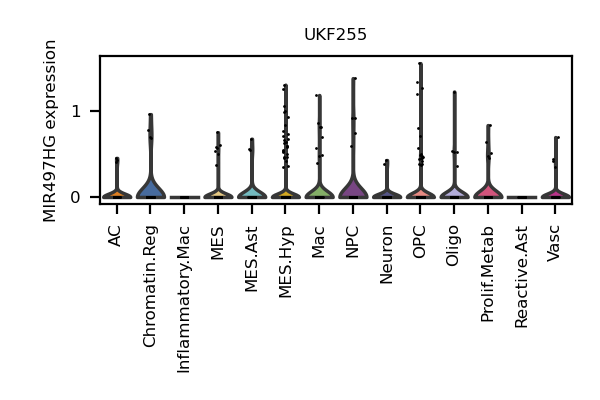 UKF255
MIR497HG expression
1
0
AC
Chromatin.Reg
Inflammatory.Mac
MES
MES.Ast
MES.Hyp
Mac
NPC
Neuron
OPC
Oligo
Prolif.Metab
Reactive.Ast
Vasc